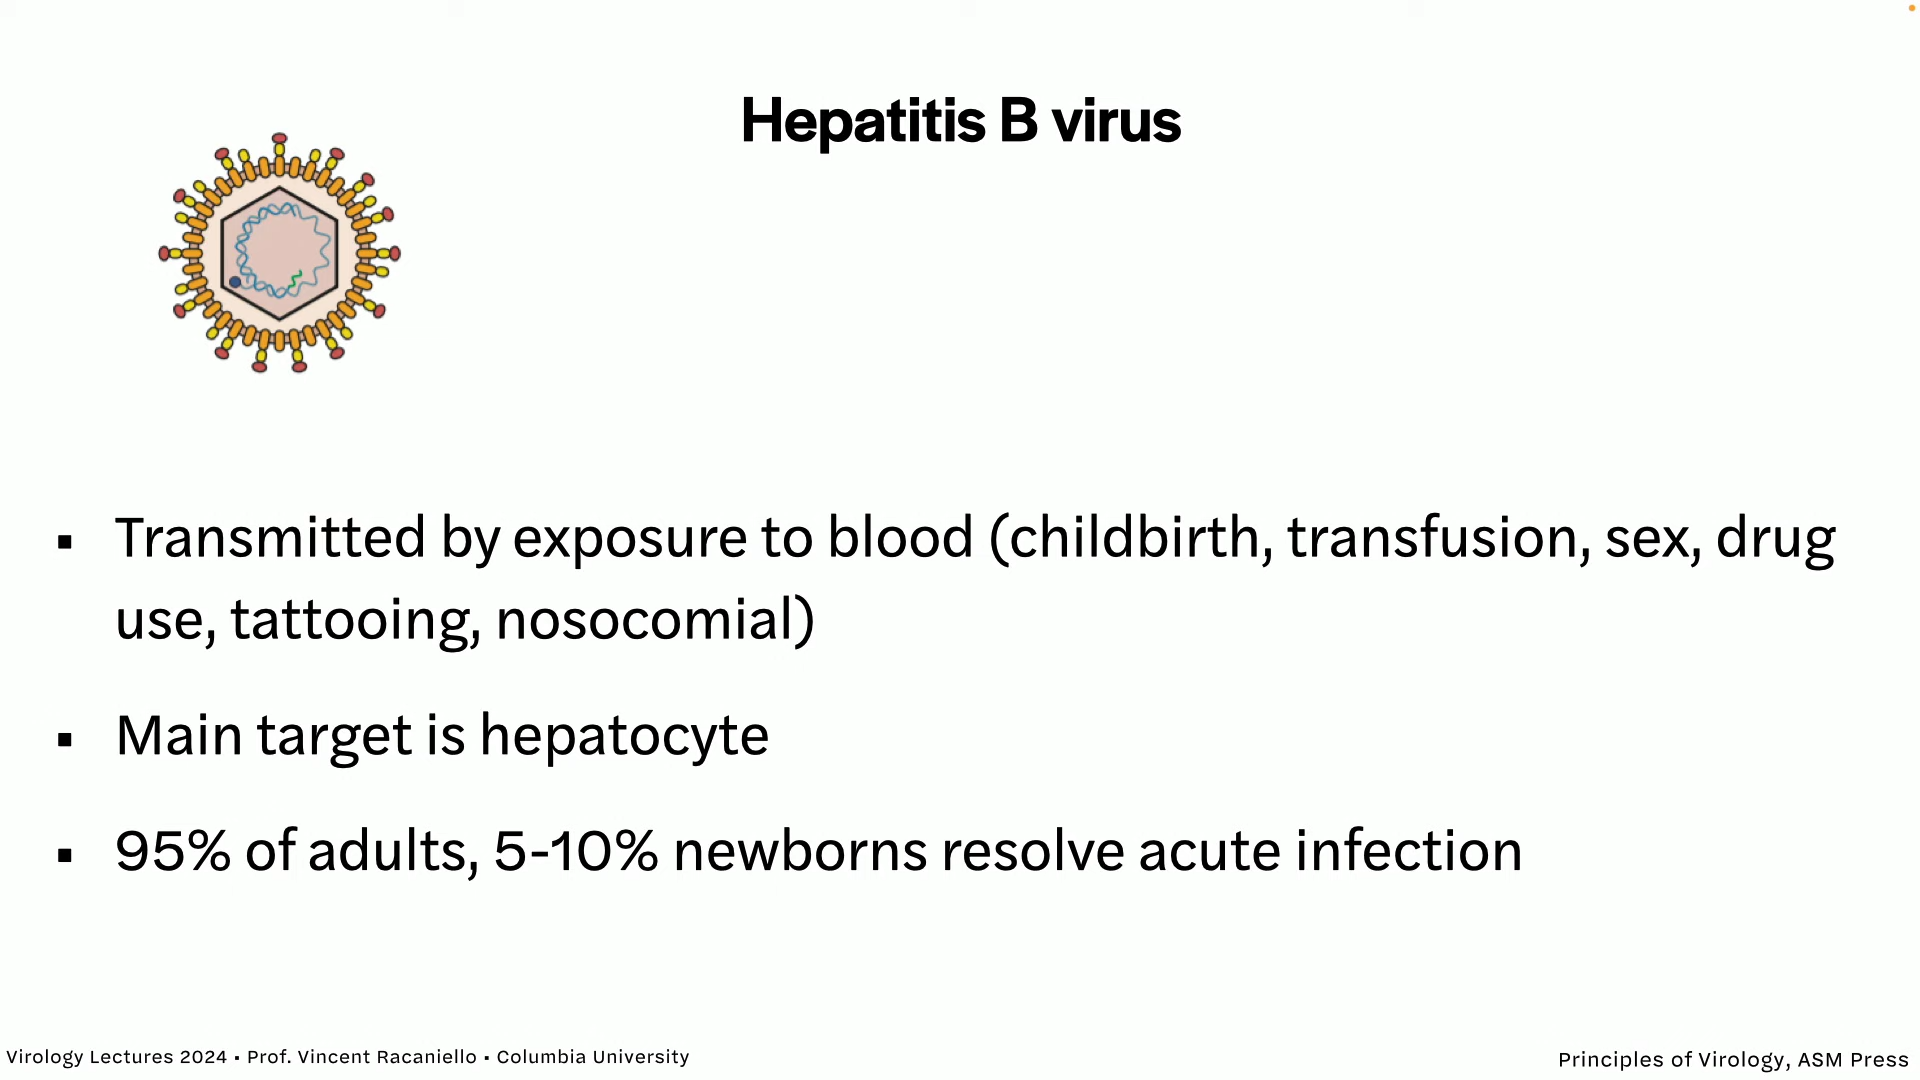 Hepatitis B virus
▪ Transmitted by exposure to blood (childbirth, transfusion, sex, drug
use, tattooing, nosocomial)
▪ Main target is hepatocyte
▪ 95% of adults, 5-10% newborns resolve acute infection
Virology Lectures 2024 • Prof. Vincent Racaniello • Columbia University
Principles of Virology, ASM Press